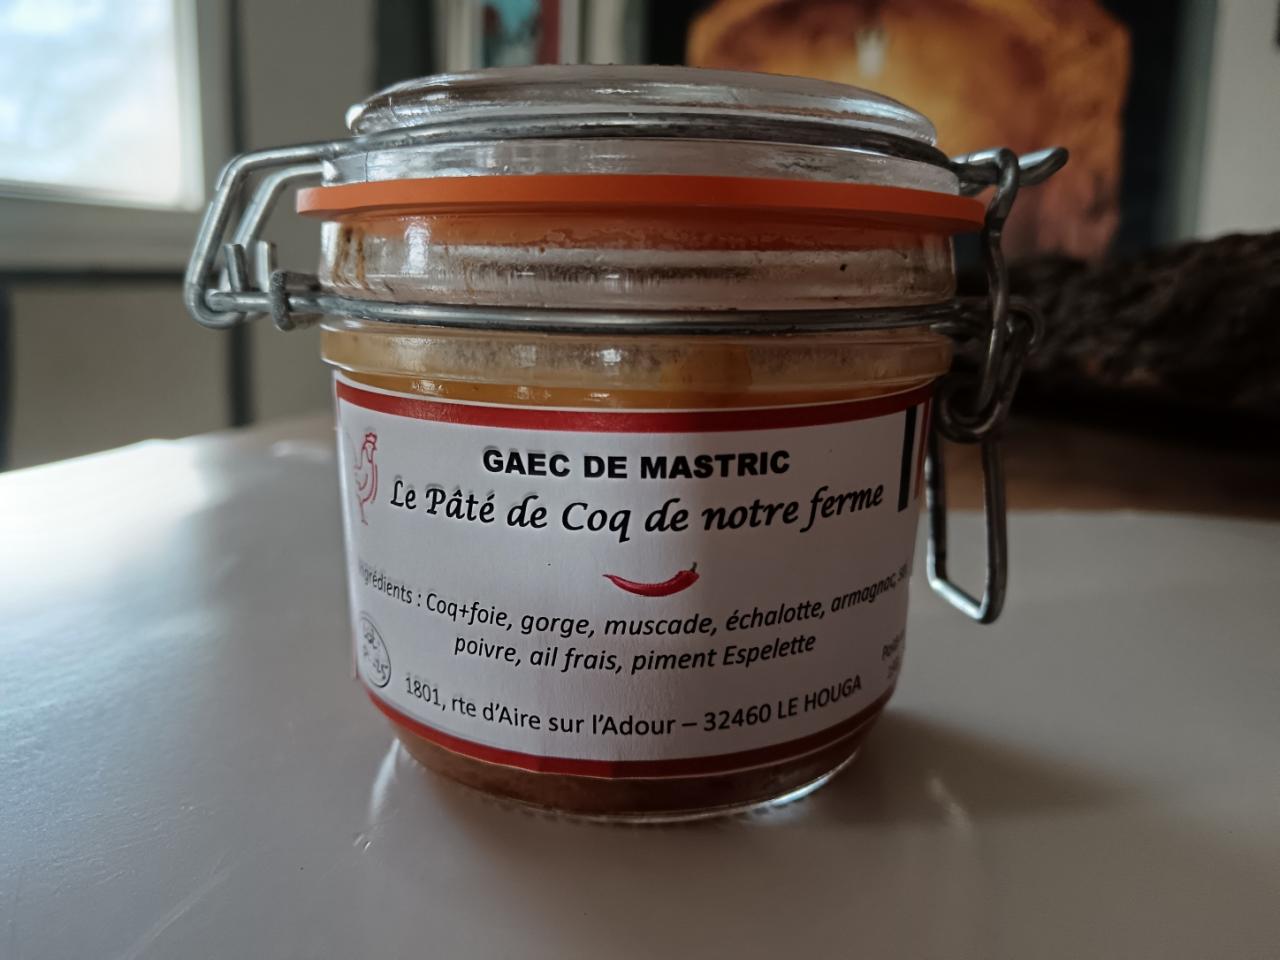 GAEC DE MASTRIC
Le Pâté de Coq de notre ferme
Ingrédients : Coq+foie, gorge, muscade, échalotte, armagnac,
poivre, ail frais, piment Espelette
1801, rte d'Aire sur l'Adour – 32460 LE HOUGA